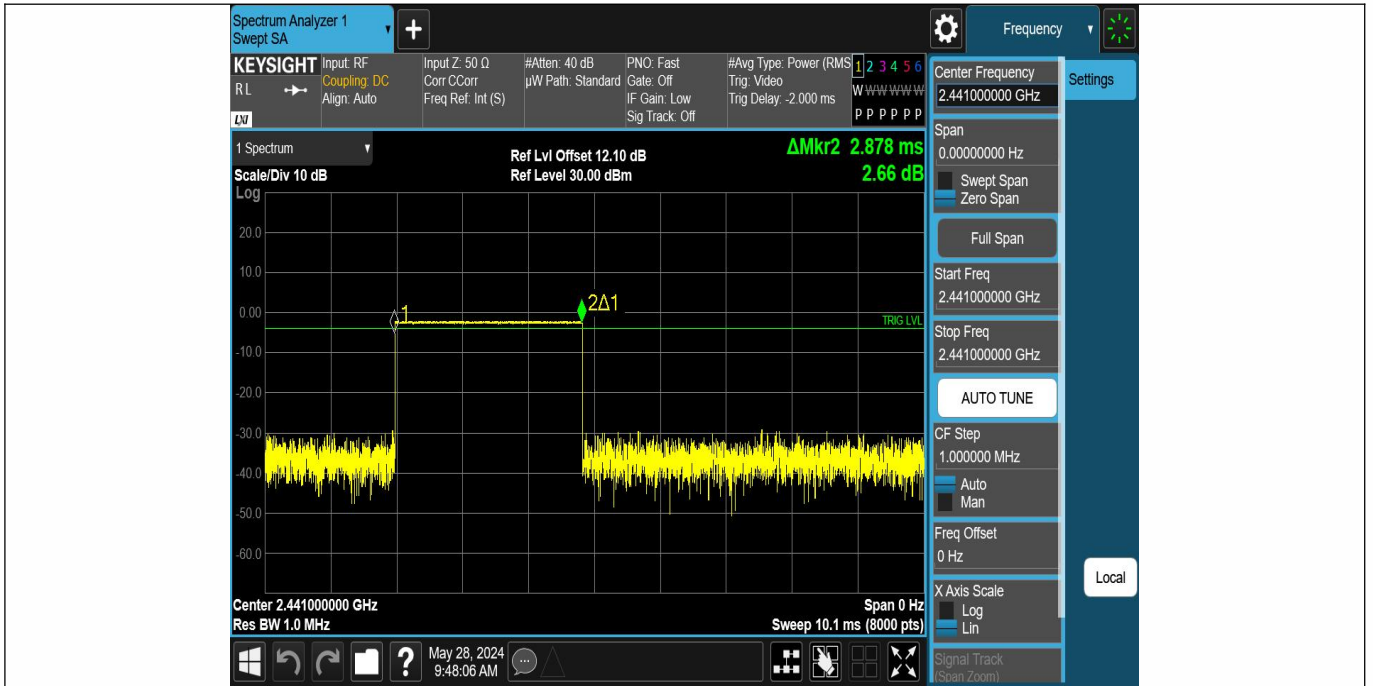 Spectrum Analyzer 1
Swept SA
+
Frequency
KEYSIGHT
RL
LXI
Input: RF
Coupling: DC
Align: Auto
Input Z: 50 Ω
Corr CCorr
Freq Ref: Int (S)
#Atten: 40 dB
µW Path: Standard
PNO: Fast
Gate: Off
IF Gain: Low
Sig Track: Off
#Avg Type: Power (RMS
Trig: Video
Trig Delay: -2.000 ms
1 2 3 4 5 6
W W W W W W
P P P P P P
1 Spectrum
Scale/Div 10 dB
Ref Lvl Offset 12.10 dB
Ref Level 30.00 dBm
ΔMkr2 2.878 ms
2.66 dB
Log
20.0
10.0
0.00
-10.0
-20.0
-30.0
-40.0
-50.0
-60.0
1
2Δ1
TRIG LVL
Center 2.441000000 GHz
Res BW 1.0 MHz
Span 0 Hz
Sweep 10.1 ms (8000 pts)
Center Frequency
2.441000000 GHz
Settings
Span
0.00000000 Hz
Swept Span
Zero Span
Full Span
Start Freq
2.441000000 GHz
Stop Freq
2.441000000 GHz
AUTO TUNE
CF Step
1.000000 MHz
Auto
Man
Freq Offset
0 Hz
X Axis Scale
Log
Lin
Signal Track
(Span Zoom)
Local
?
May 28, 2024
9:48:06 AM